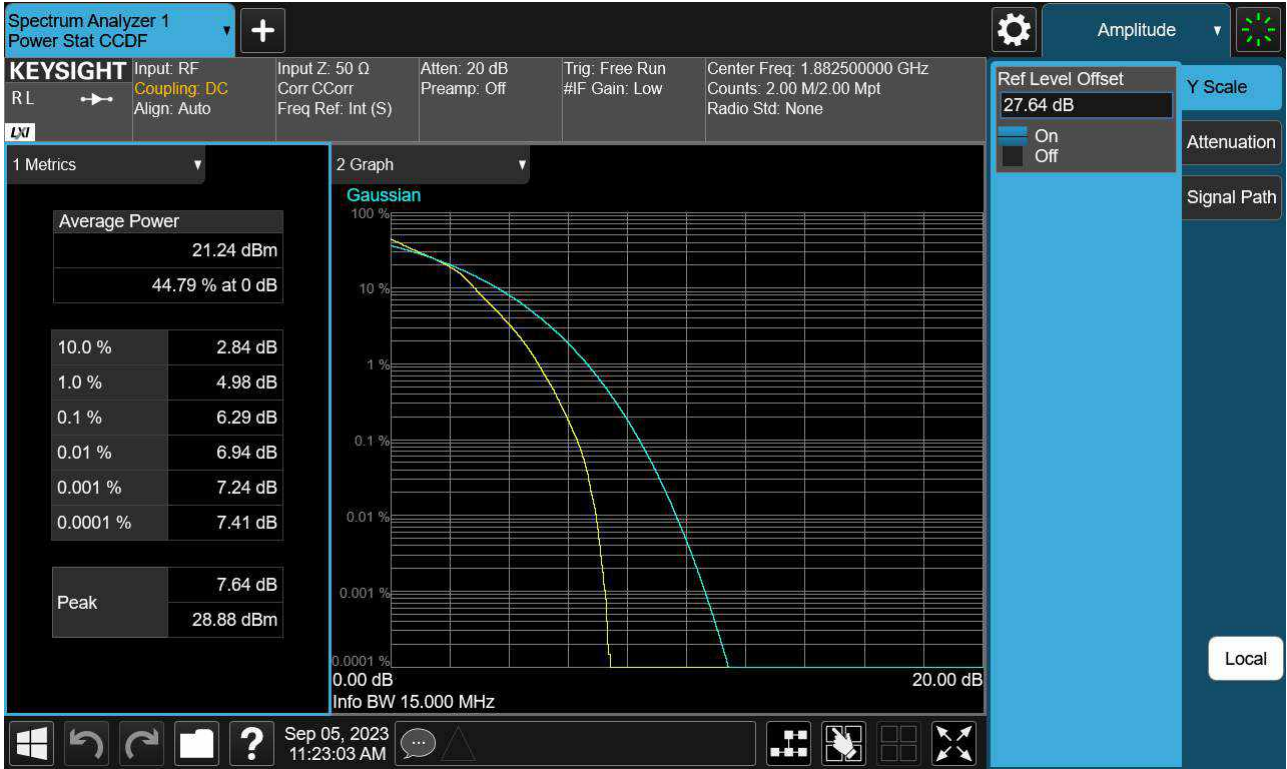 Spectrum Analyzer 1
Power Stat CCDF
Amplitude
KEYSIGHT
R L
LXI
Input: RF
Coupling: DC
Align: Auto
Input Z: 50 Ω
Corr CCorr
Freq Ref: Int (S)
Atten: 20 dB
Preamp: Off
Trig: Free Run
#IF Gain: Low
Center Freq: 1.882500000 GHz
Counts: 2.00 M/2.00 Mpt
Radio Std: None
Ref Level Offset
27.64 dB
On
Off
Y Scale
Attenuation
Signal Path
Local
1 Metrics
Average Power
21.24 dBm
44.79 % at 0 dB
10.0 % 2.84 dB
1.0 % 4.98 dB
0.1 % 6.29 dB
0.01 % 6.94 dB
0.001 % 7.24 dB
0.0001 % 7.41 dB
Peak
7.64 dB
28.88 dBm
2 Graph
Gaussian
100 %
10 %
1 %
0.1 %
0.01 %
0.001 %
0.0001 %
0.00 dB 20.00 dB
Info BW 15.000 MHz
?
Sep 05, 2023
11:23:03 AM